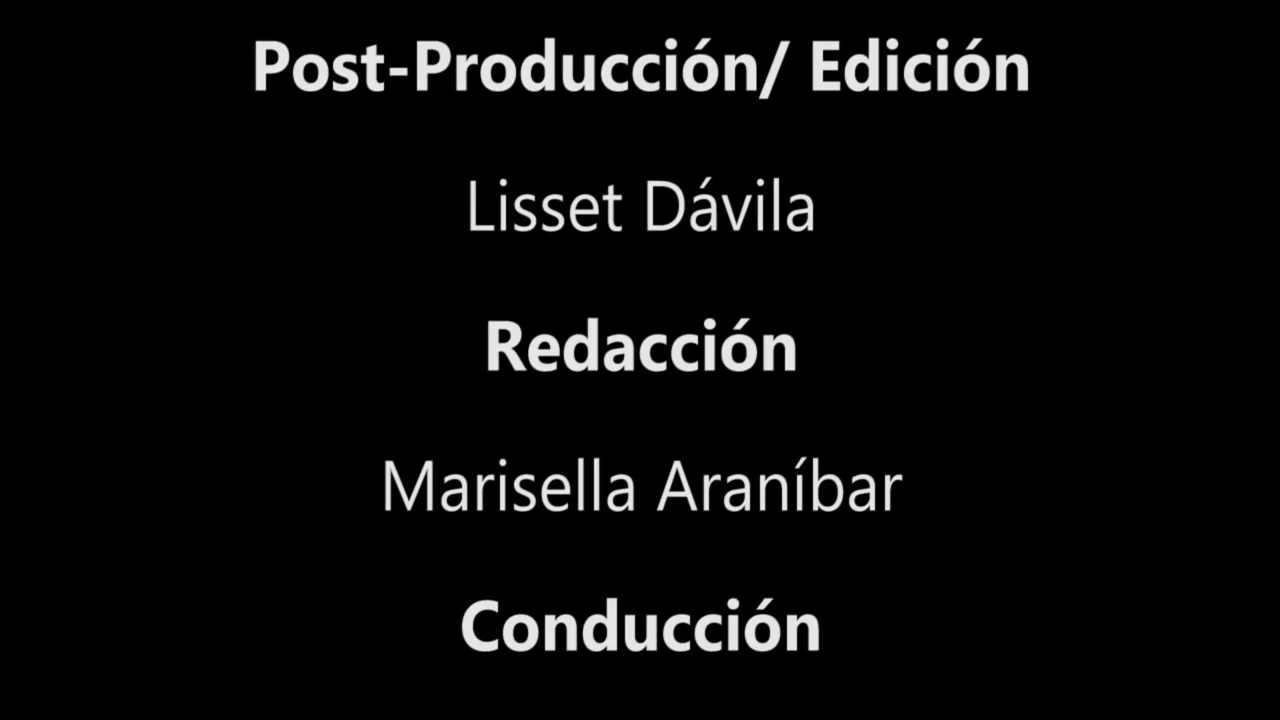 Post-Producción/ Edición
Lisset Dávila
Redacción
Marisella Araníbar
Conducción